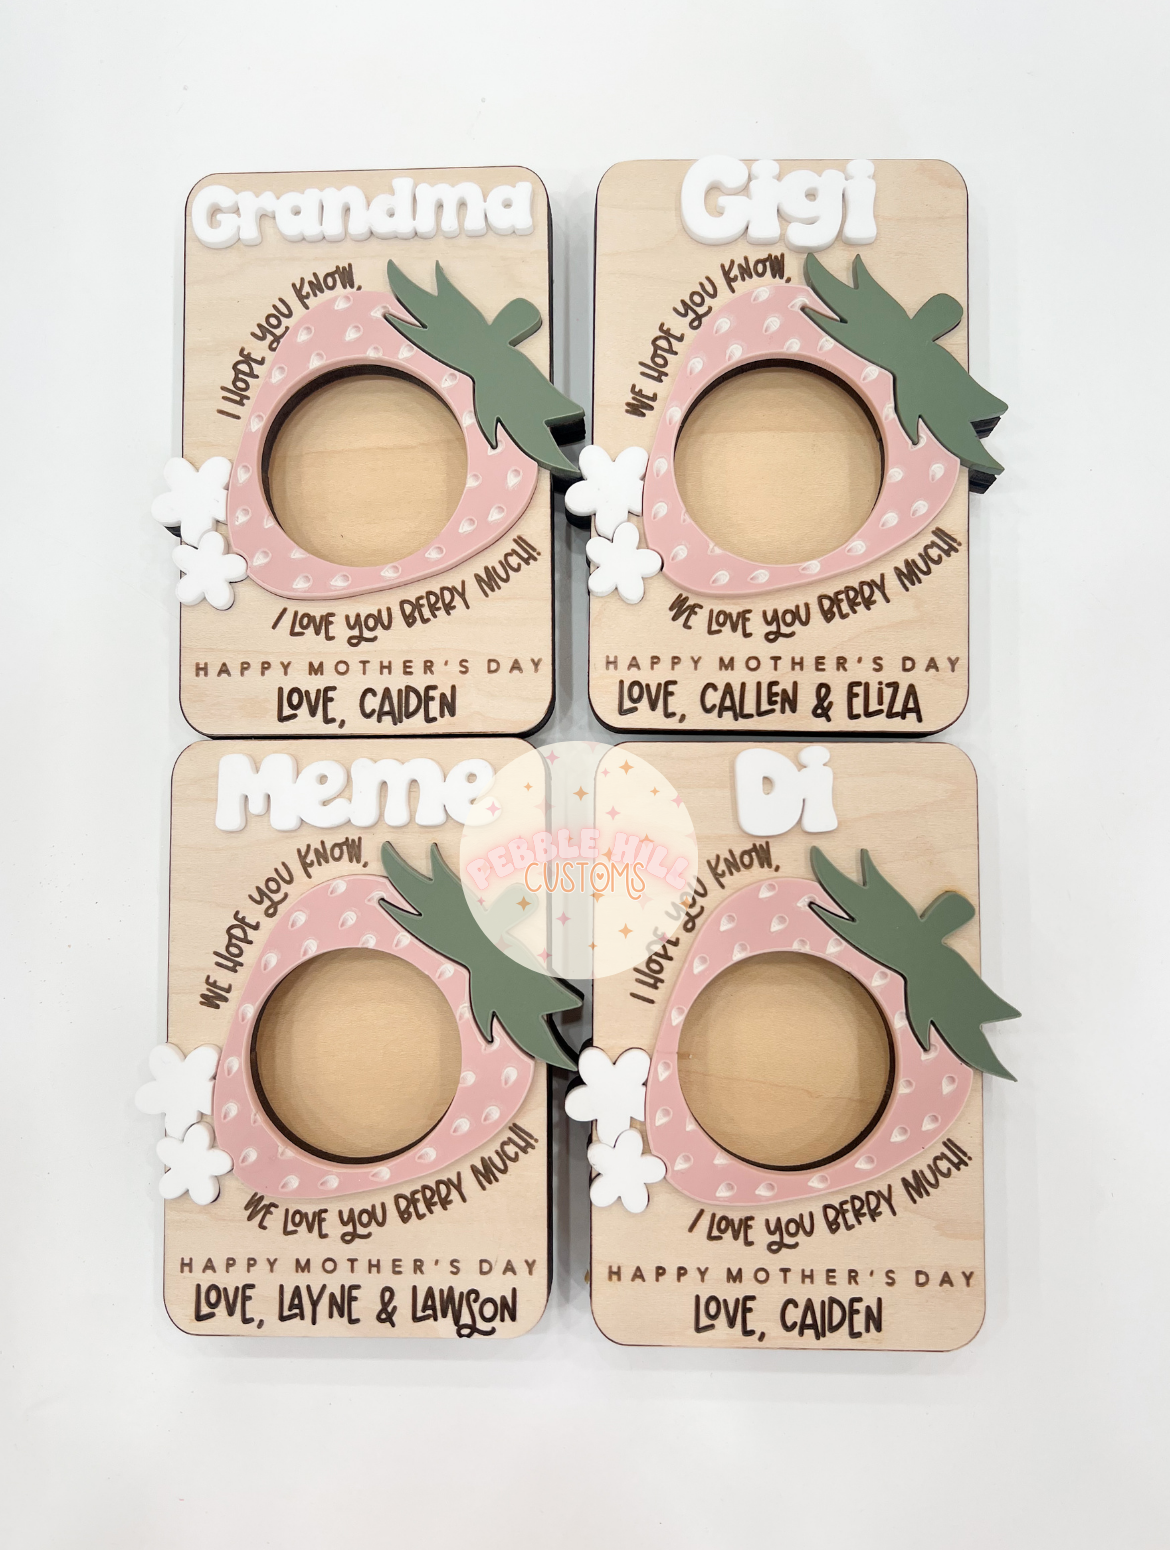 Grandma
I HOPE YOU KNOW,
I LOVE YOU BERRY MUCH!
HAPPY MOTHER'S DAY
LOVE, CAIDEN
Gigi
WE HOPE YOU KNOW,
WE LOVE YOU BERRY MUCH!
HAPPY MOTHER'S DAY
LOVE, CALLEN & ELIZA
Meme
WE HOPE YOU KNOW,
WE LOVE YOU BERRY MUCH!
HAPPY MOTHER'S DAY
LOVE, LAYNE & LAWSON
PEBBLE HILL
CUSTOMS
Di
I HOPE YOU KNOW,
I LOVE YOU BERRY MUCH!
HAPPY MOTHER'S DAY
LOVE, CAIDEN